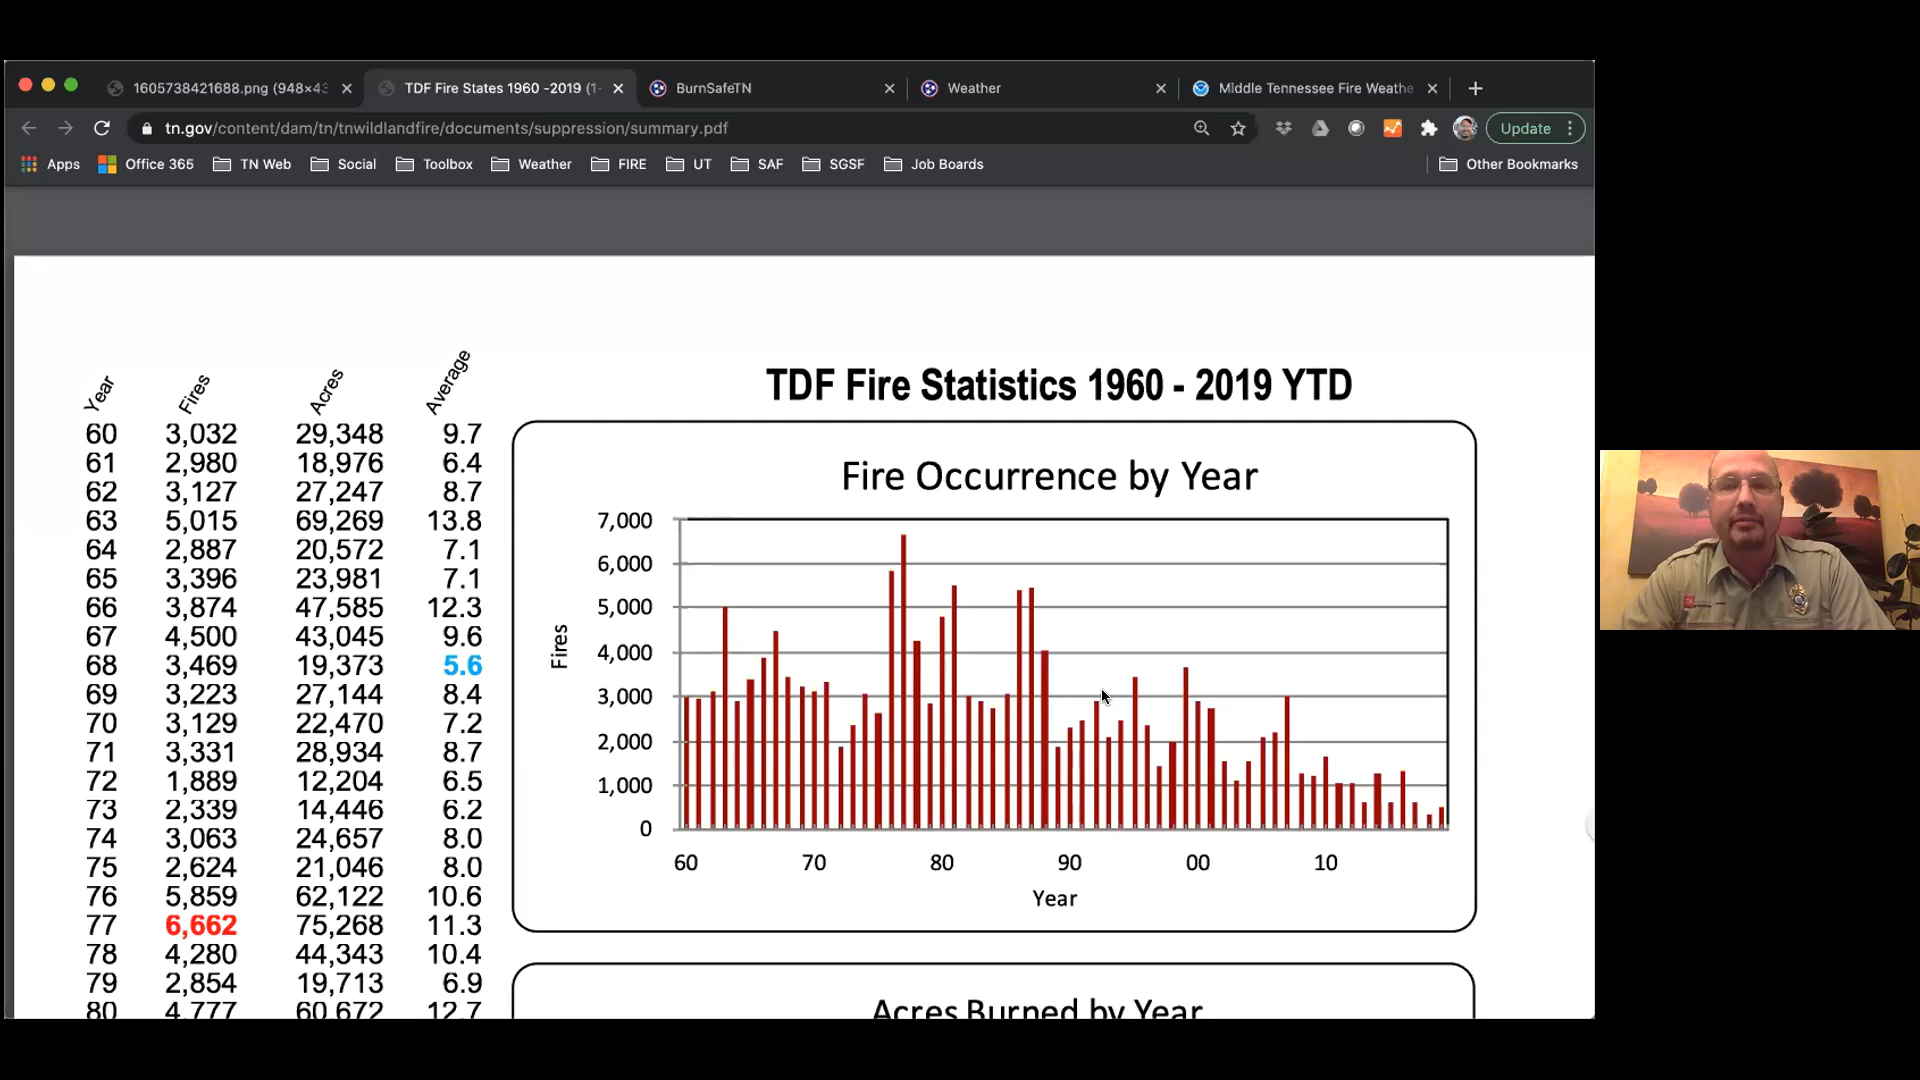 1605738421688.png (948×43
TDF Fire States 1960 -2019 (1-
BurnSafeTN
Weather
Middle Tennessee Fire Weathe
tn.gov/content/dam/tn/tnwildlandfire/documents/suppression/summary.pdf
Update
Apps Office 365 TN Web Social Toolbox Weather FIRE UT SAF SGSF Job Boards Other Bookmarks
Year Fires Acres Average
60 3,032 29,348 9.7
61 2,980 18,976 6.4
62 3,127 27,247 8.7
63 5,015 69,269 13.8
64 2,887 20,572 7.1
65 3,396 23,981 7.1
66 3,874 47,585 12.3
67 4,500 43,045 9.6
68 3,469 19,373 5.6
69 3,223 27,144 8.4
70 3,129 22,470 7.2
71 3,331 28,934 8.7
72 1,889 12,204 6.5
73 2,339 14,446 6.2
74 3,063 24,657 8.0
75 2,624 21,046 8.0
76 5,859 62,122 10.6
77 6,662 75,268 11.3
78 4,280 44,343 10.4
79 2,854 19,713 6.9
80 4,777 60,672 12.7
TDF Fire Statistics 1960 - 2019 YTD
Fire Occurrence by Year
7,000
6,000
5,000
4,000
3,000
2,000
1,000
0
Fires
60 70 80 90 00 10
Year
Acres Burned by Year